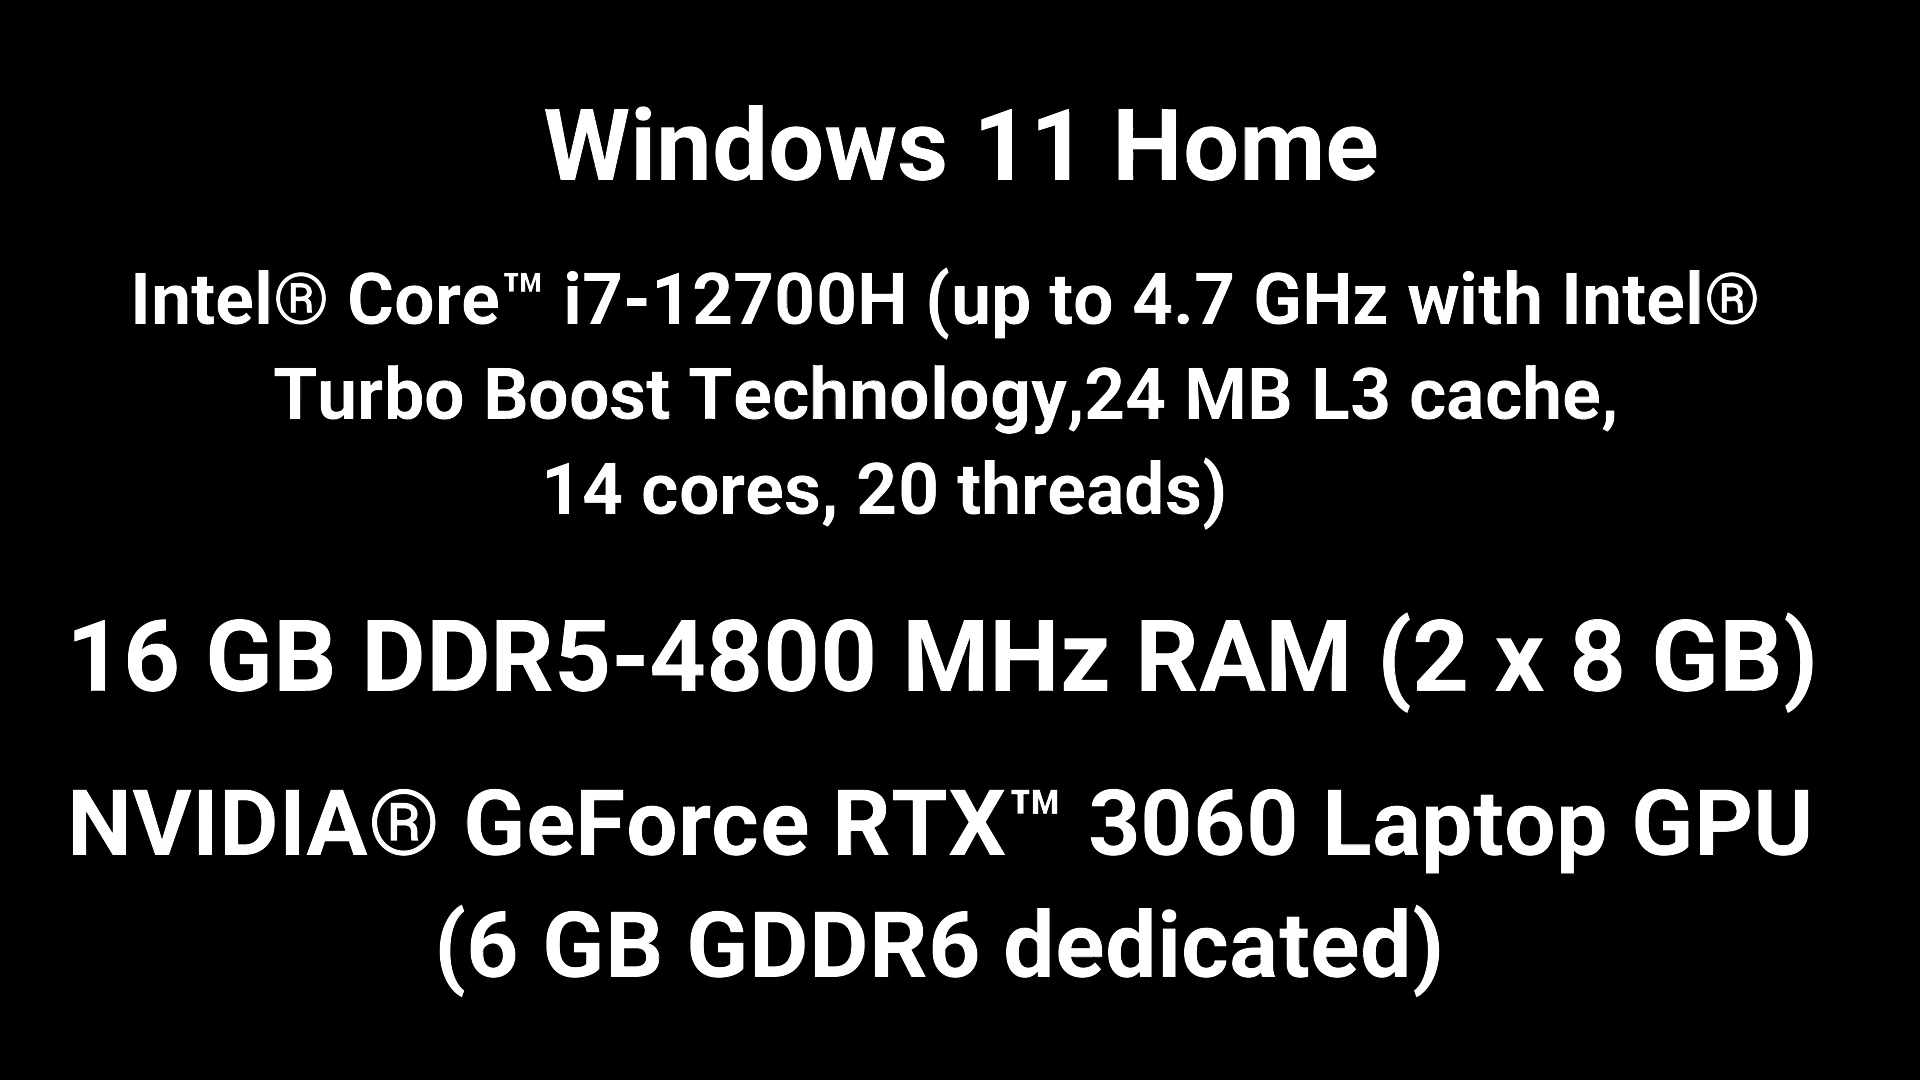 Windows 11 Home
Intel® Core™ i7-12700H (up to 4.7 GHz with Intel®
Turbo Boost Technology,24 MB L3 cache,
14 cores, 20 threads)
16 GB DDR5-4800 MHz RAM (2 x 8 GB)
NVIDIA® GeForce RTX™ 3060 Laptop GPU
(6 GB GDDR6 dedicated)